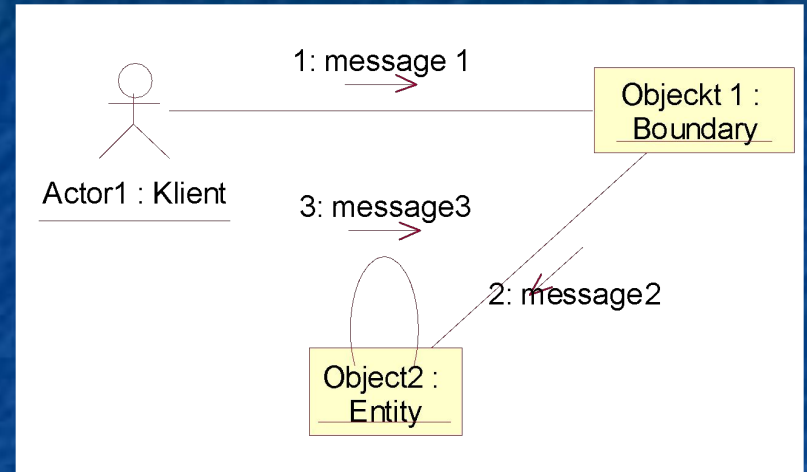 1: message 1
Objeckt 1 :
Boundary
Actor1 : Klient
3: message3
2: message2
Object2 :
Entity